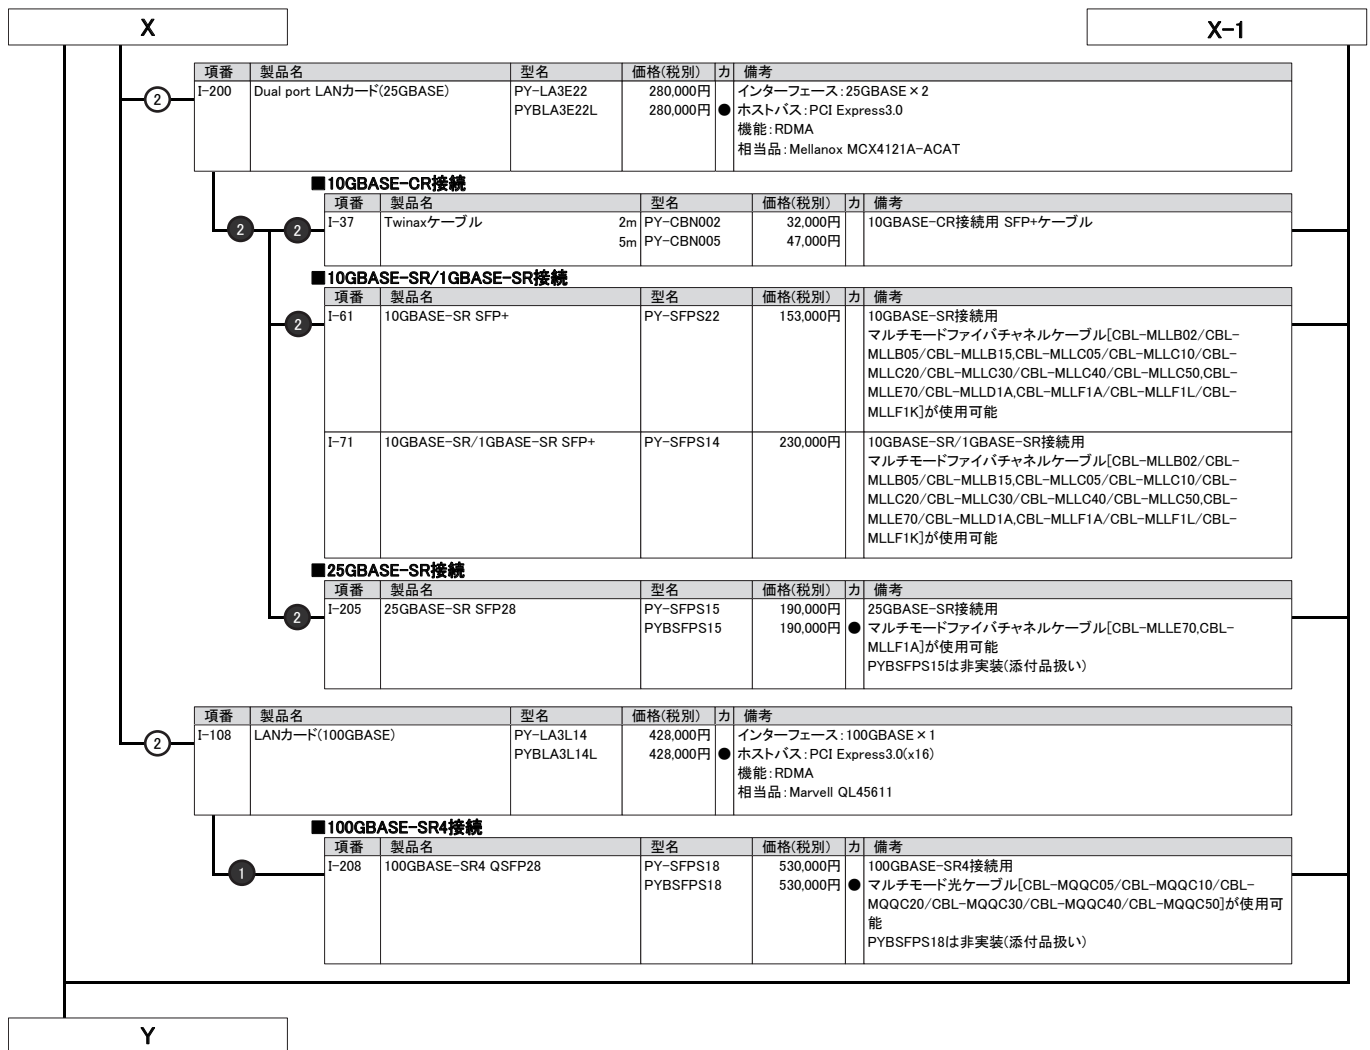 X
X-1
項番 製品名 型名 価格(税別) カ 備考
② I-200 Dual port LANカード(25GBASE) PY-LA3E22 280,000円 インターフェース:25GBASE×2
PYBLA3E22L 280,000円 ● ホストバス:PCI Express3.0
機能:RDMA
相当品:Mellanox MCX4121A-ACAT
■10GBASE-CR接続
項番 製品名 型名 価格(税別) カ 備考
2 2 I-37 Twinaxケーブル 2m PY-CBN002 32,000円 10GBASE-CR接続用 SFP+ケーブル
5m PY-CBN005 47,000円
■10GBASE-SR/1GBASE-SR接続
項番 製品名 型名 価格(税別) カ 備考
2 I-61 10GBASE-SR SFP+ PY-SFPS22 153,000円 10GBASE-SR接続用
マルチモードファイバチャネルケーブル[CBL-MLLB02/CBL-
MLLB05/CBL-MLLB15,CBL-MLLC05/CBL-MLLC10/CBL-
MLLC20/CBL-MLLC30/CBL-MLLC40/CBL-MLLC50,CBL-
MLLE70/CBL-MLLD1A,CBL-MLLF1A/CBL-MLLF1L/CBL-
MLLF1K]が使用可能
I-71 10GBASE-SR/1GBASE-SR SFP+ PY-SFPS14 230,000円 10GBASE-SR/1GBASE-SR接続用
マルチモードファイバチャネルケーブル[CBL-MLLB02/CBL-
MLLB05/CBL-MLLB15,CBL-MLLC05/CBL-MLLC10/CBL-
MLLC20/CBL-MLLC30/CBL-MLLC40/CBL-MLLC50,CBL-
MLLE70/CBL-MLLD1A,CBL-MLLF1A/CBL-MLLF1L/CBL-
MLLF1K]が使用可能
■25GBASE-SR接続
項番 製品名 型名 価格(税別) カ 備考
2 I-205 25GBASE-SR SFP28 PY-SFPS15 190,000円 25GBASE-SR接続用
PYBSFPS15 190,000円 ● マルチモードファイバチャネルケーブル[CBL-MLLE70,CBL-
MLLF1A]が使用可能
PYBSFPS15は非実装(添付品扱い)
項番 製品名 型名 価格(税別) カ 備考
② I-108 LANカード(100GBASE) PY-LA3L14 428,000円 インターフェース:100GBASE×1
PYBLA3L14L 428,000円 ● ホストバス:PCI Express3.0(x16)
機能:RDMA
相当品:Marvell QL45611
■100GBASE-SR4接続
項番 製品名 型名 価格(税別) カ 備考
1 I-208 100GBASE-SR4 QSFP28 PY-SFPS18 530,000円 100GBASE-SR4接続用
PYBSFPS18 530,000円 ● マルチモード光ケーブル[CBL-MQQC05/CBL-MQQC10/CBL-
MQQC20/CBL-MQQC30/CBL-MQQC40/CBL-MQQC50]が使用可
能
PYBSFPS18は非実装(添付品扱い)
Y